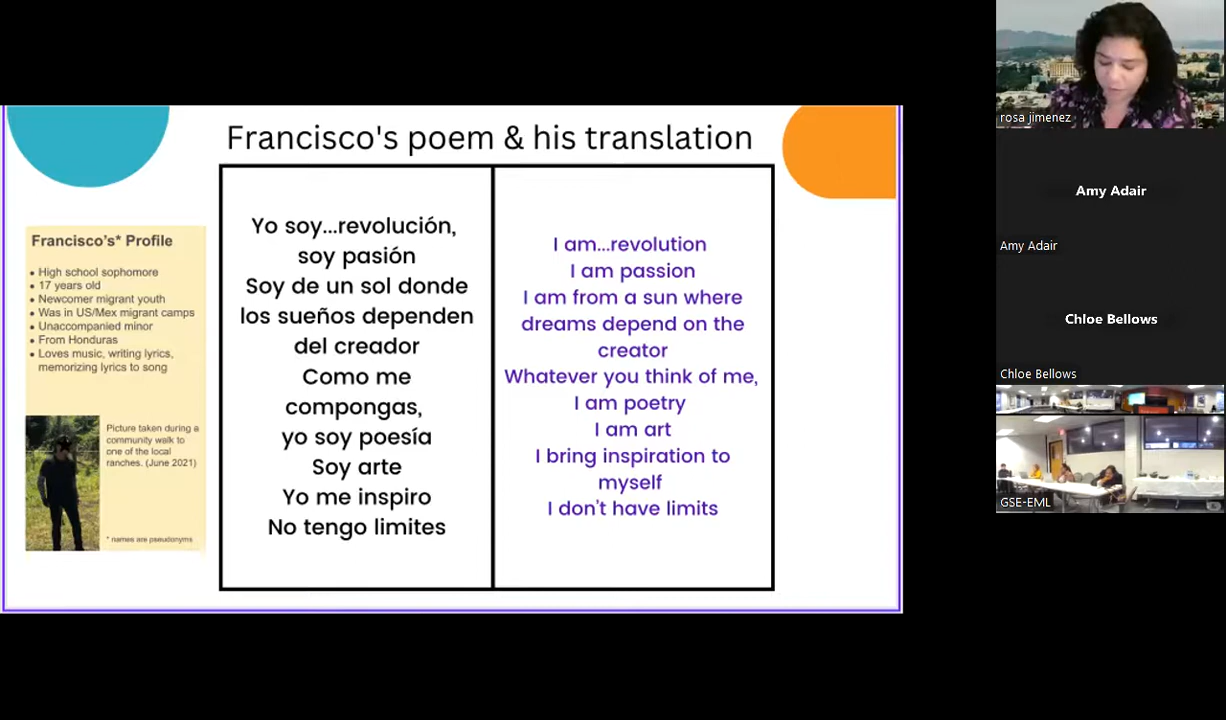 Francisco's poem & his translation
Francisco's* Profile
• High school sophomore
• 17 years old
• Newcomer migrant youth
• Was in US/Mex migrant camps
• Unaccompanied minor
• From Honduras
• Loves music, writing lyrics,
memorizing lyrics to song
Picture taken during a
community walk to
one of the local
ranches. (June 2021)
* names are pseudonyms
Yo soy...revolución,
soy pasión
Soy de un sol donde
los sueños dependen
del creador
Como me
compongas,
yo soy poesía
Soy arte
Yo me inspiro
No tengo limites
I am...revolution
I am passion
I am from a sun where
dreams depend on the
creator
Whatever you think of me,
I am poetry
I am art
I bring inspiration to
myself
I don't have limits
rosa jimenez
Amy Adair
Amy Adair
Chloe Bellows
Chloe Bellows
GSE-EML